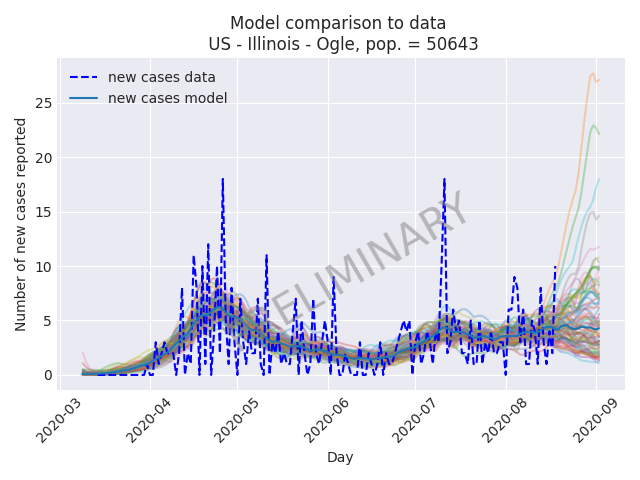 Model comparison to data
US - Illinois - Ogle, pop. = 50643
new cases data
new cases model
ELIMINARY
Number of new cases reported
25
20
15
10
5
0
2020-03
2020-04
2020-05
2020-06
2020-07
2020-08
2020-09
Day